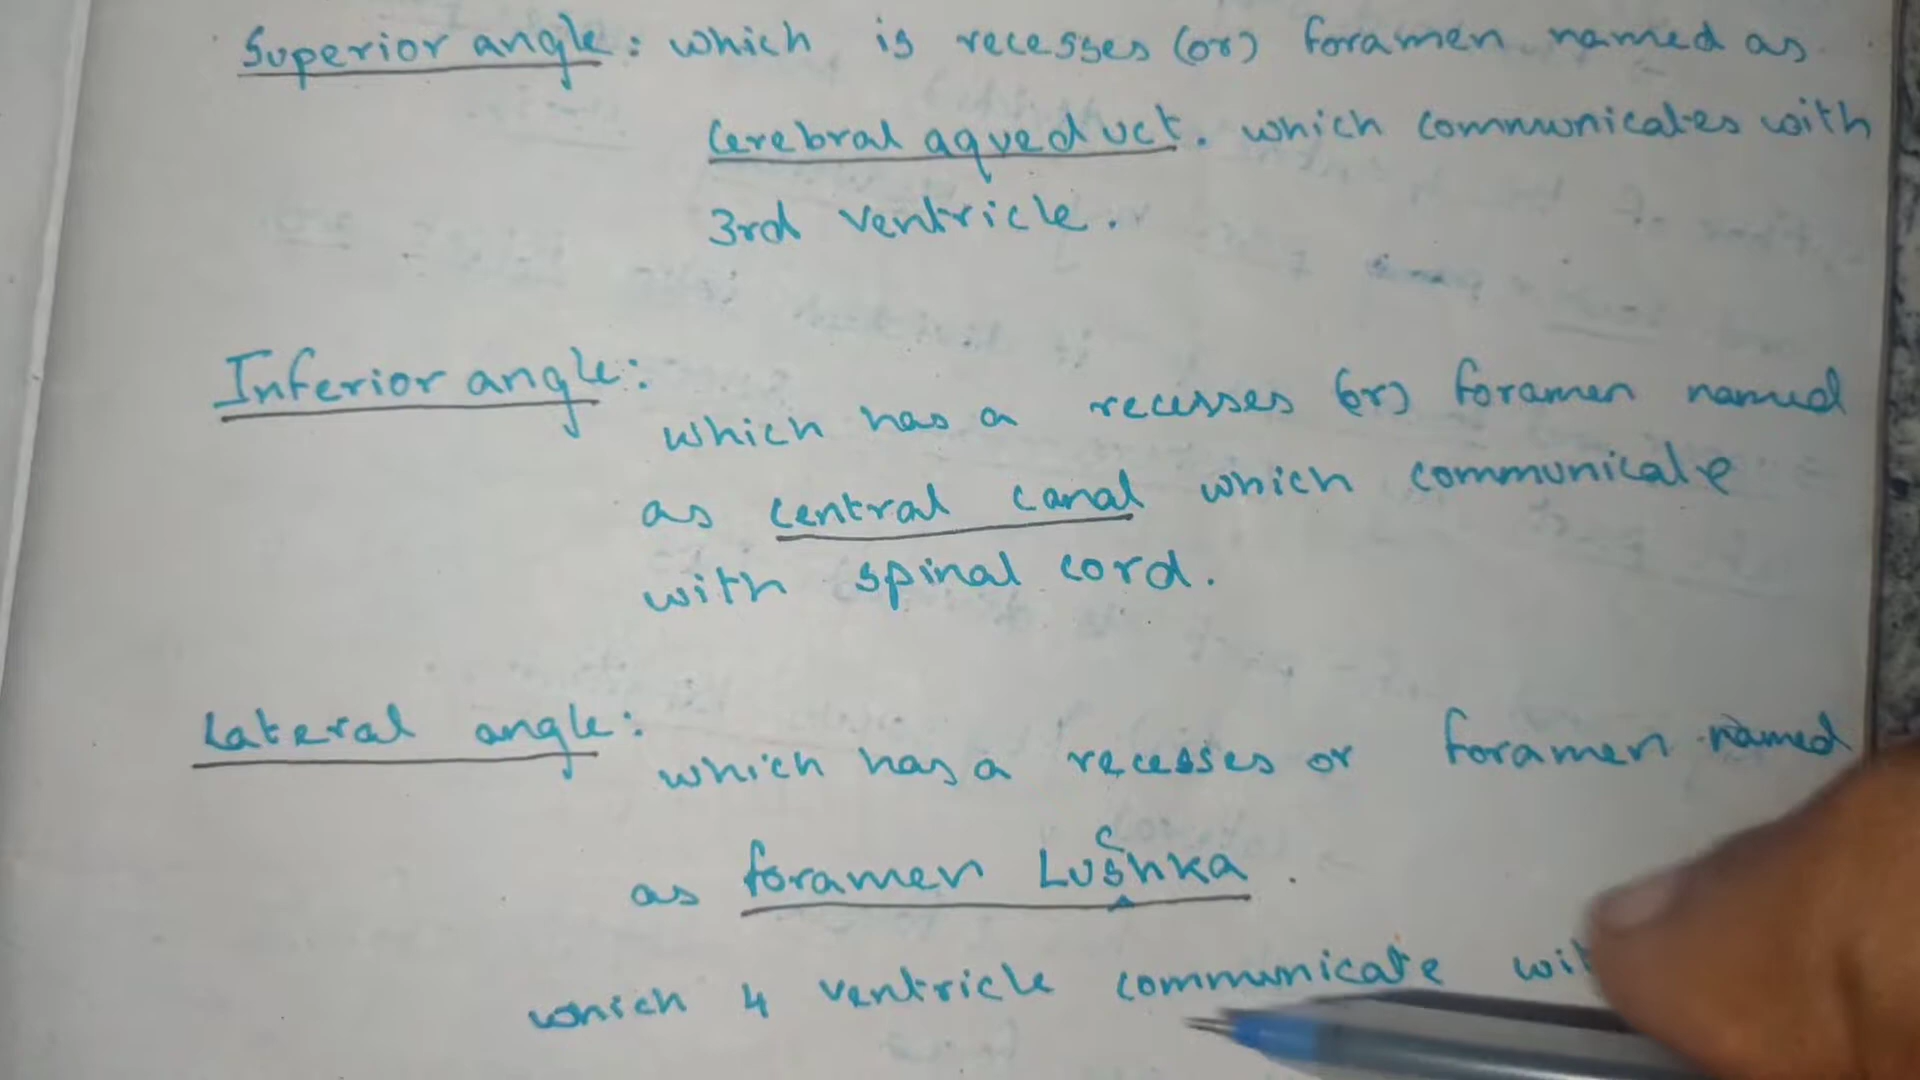 Superior angle: which is recesses (or) foramen named as
Cerebral aqueduct. which communicates with
3rd ventricle.
Inferior angle:
which has a recesses (or) foramen named
as central canal which communicate
with spinal cord.
Lateral angle:
which has a recesses or foramen named
as foramen Luschka.
which 4 ventricle communicate